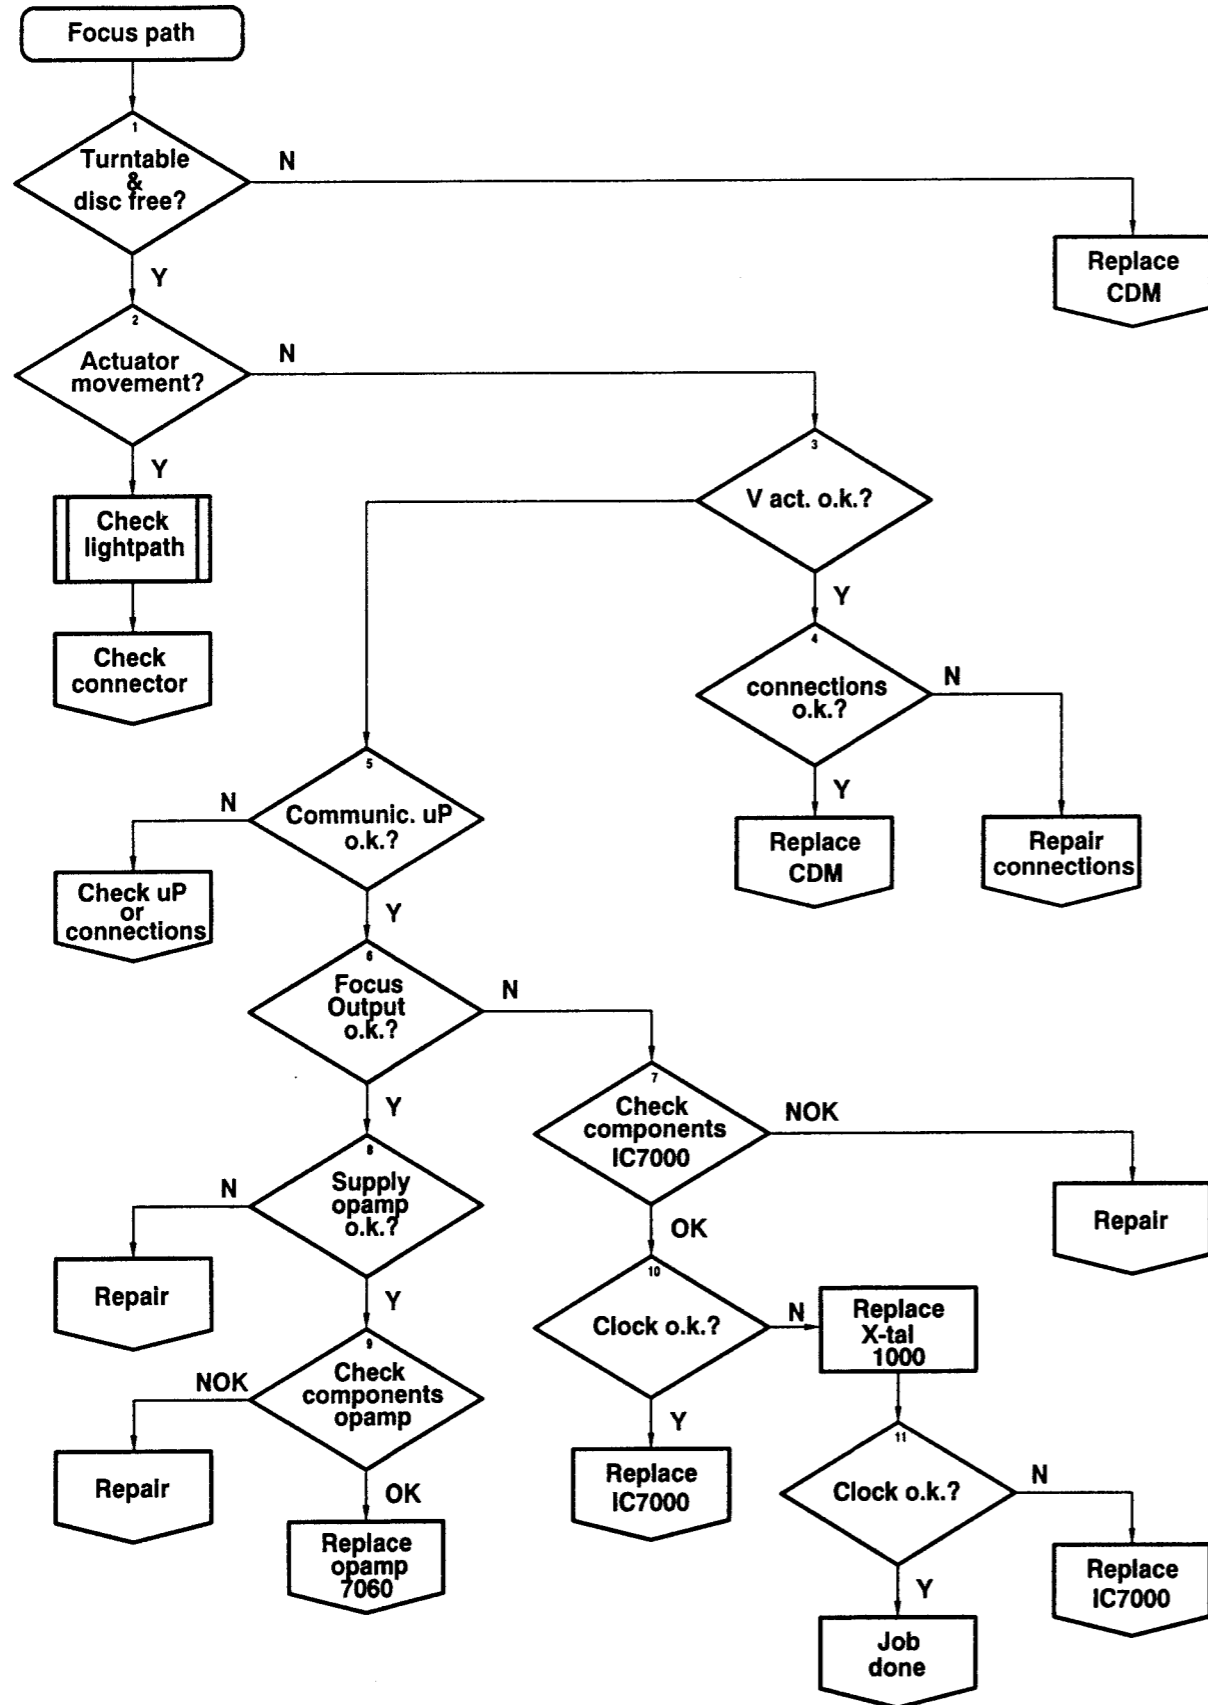 Focus path
1
Turntable
&
disc free?
N
Y
Replace
CDM
2
Actuator
movement?
N
Y
3
V act. o.k.?
Y
Check
lightpath
Check
connector
4
connections
o.k.?
N
Y
Replace
CDM
Repair
connections
5
Communic. uP
o.k.?
N
Y
Check uP
or
connections
6
Focus
Output
o.k.?
N
Y
7
Check
components
IC7000
NOK
OK
Repair
8
Supply
opamp
o.k.?
N
Y
Repair
9
Check
components
opamp
NOK
OK
Repair
Replace
opamp
7060
10
Clock o.k.?
N
Y
Replace
X-tal
1000
Replace
IC7000
11
Clock o.k.?
N
Y
Replace
IC7000
Job
done